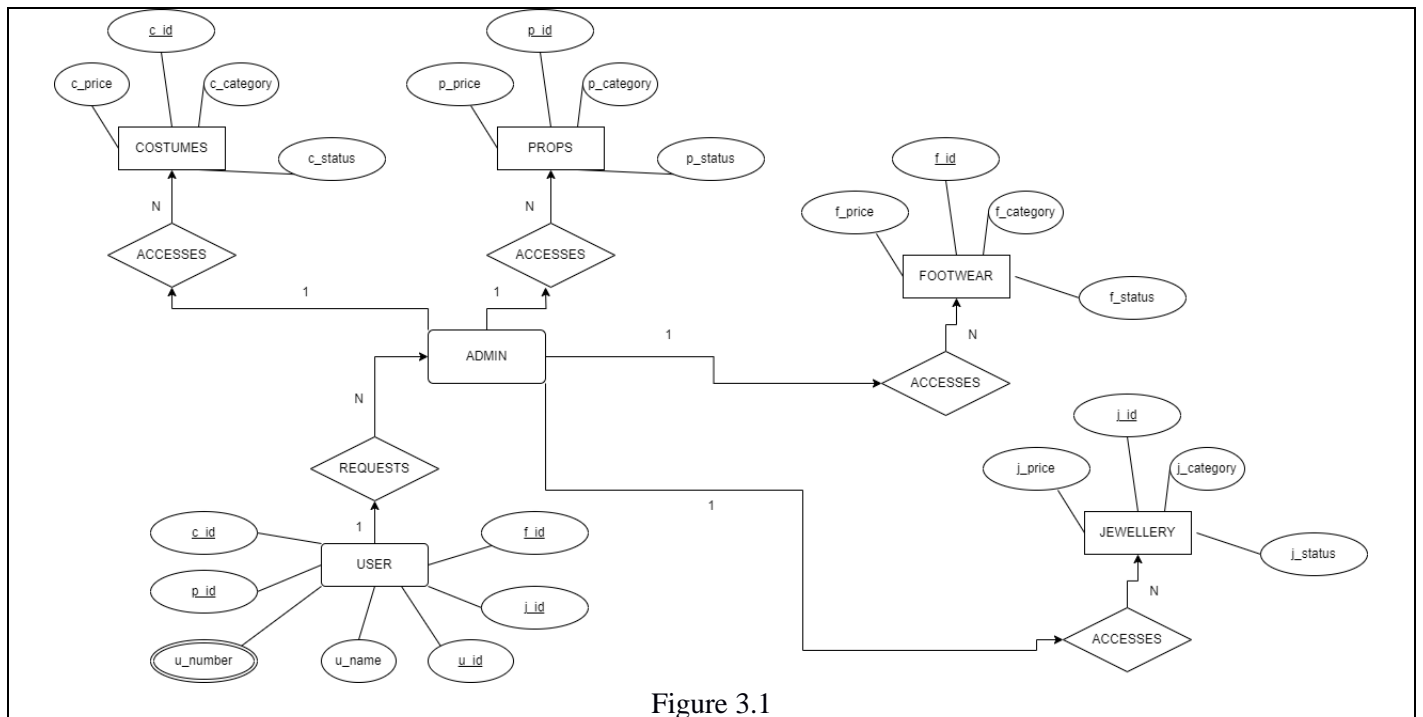 c_id
p_id
c_price
c_category
p_price
p_category
COSTUMES
PROPS
c_status
p_status
f_id
f_price
f_category
N
N
ACCESSES
ACCESSES
FOOTWEAR
1
1
f_status
1
N
ADMIN
ACCESSES
N
j_id
REQUESTS
j_price
j_category
1
1
c_id
f_id
JEWELLERY
j_status
USER
p_id
j_id
N
ACCESSES
u_number
u_name
u_id
Figure 3.1